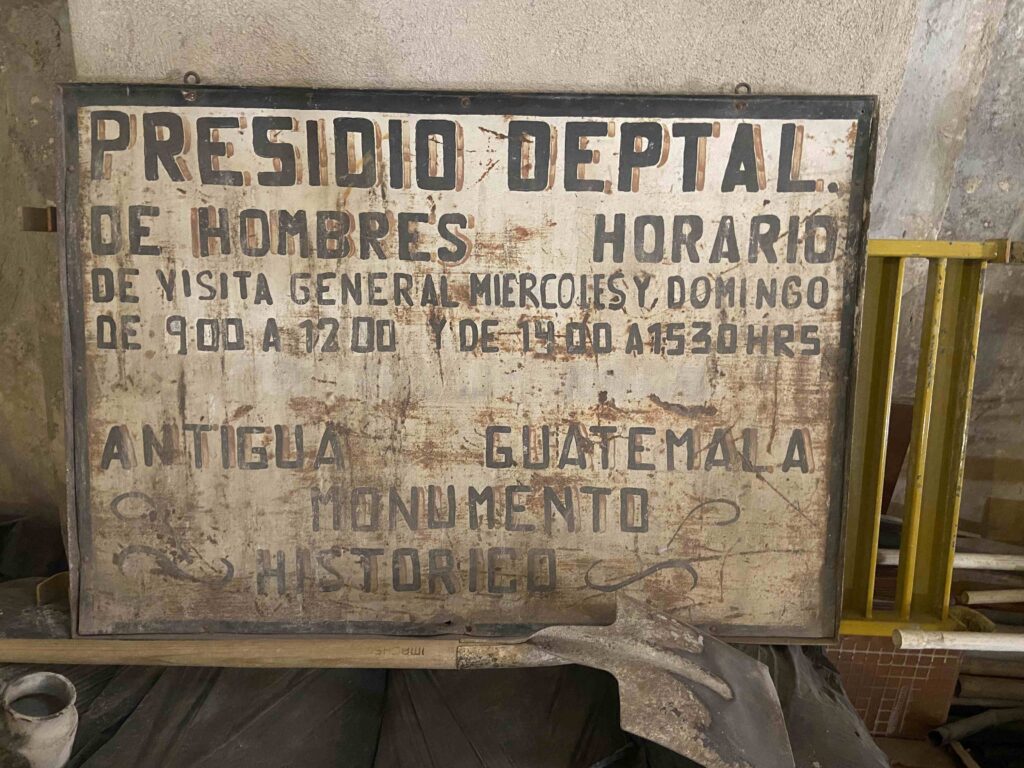 PRESIDIO DEPTAL.
DE HOMBRES HORARIO
DE VISITA GENERAL MIERCOLES Y, DOMINGO
DE 900 A 1200 Y DE 1400 A 1530 HRS
ANTIGUA GUATEMALA
MONUMENTO
HISTORICO
IMACASA